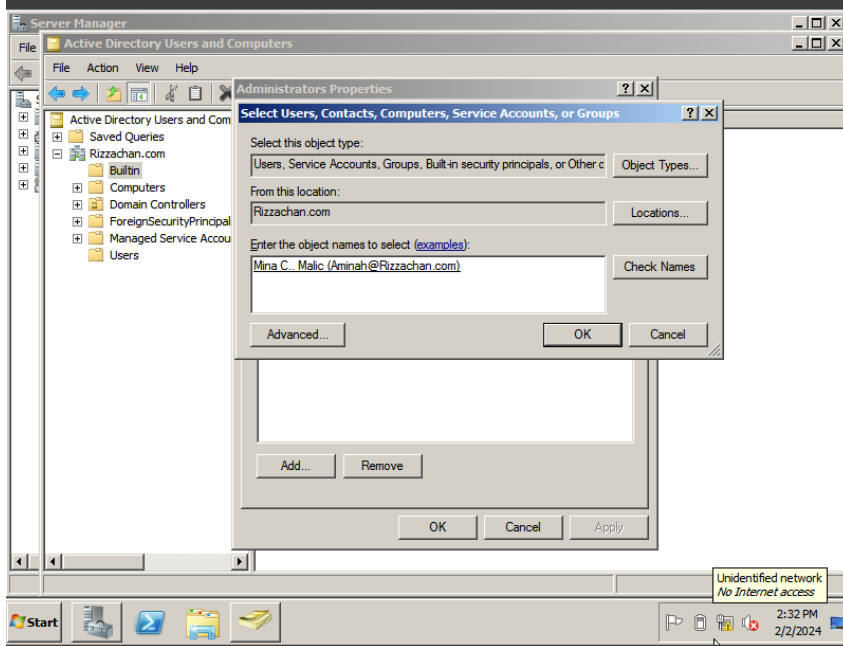 Server Manager
File
Active Directory Users and Computers
File Action View Help
Active Directory Users and Com
Saved Queries
Rizzachan.com
Builtin
Computers
Domain Controllers
ForeignSecurityPrincipal
Managed Service Accou
Users
Administrators Properties
Select Users, Contacts, Computers, Service Accounts, or Groups
Select this object type:
Users, Service Accounts, Groups, Built-in security principals, or Other c
Object Types...
From this location:
Rizzachan.com
Locations...
Enter the object names to select (examples):
Mina C.. Malic (Aminah@Rizzachan.com)
Check Names
Advanced...
OK
Cancel
Add...
Remove
OK
Cancel
Apply
Unidentified network
No Internet access
Start
2:32 PM
2/2/2024